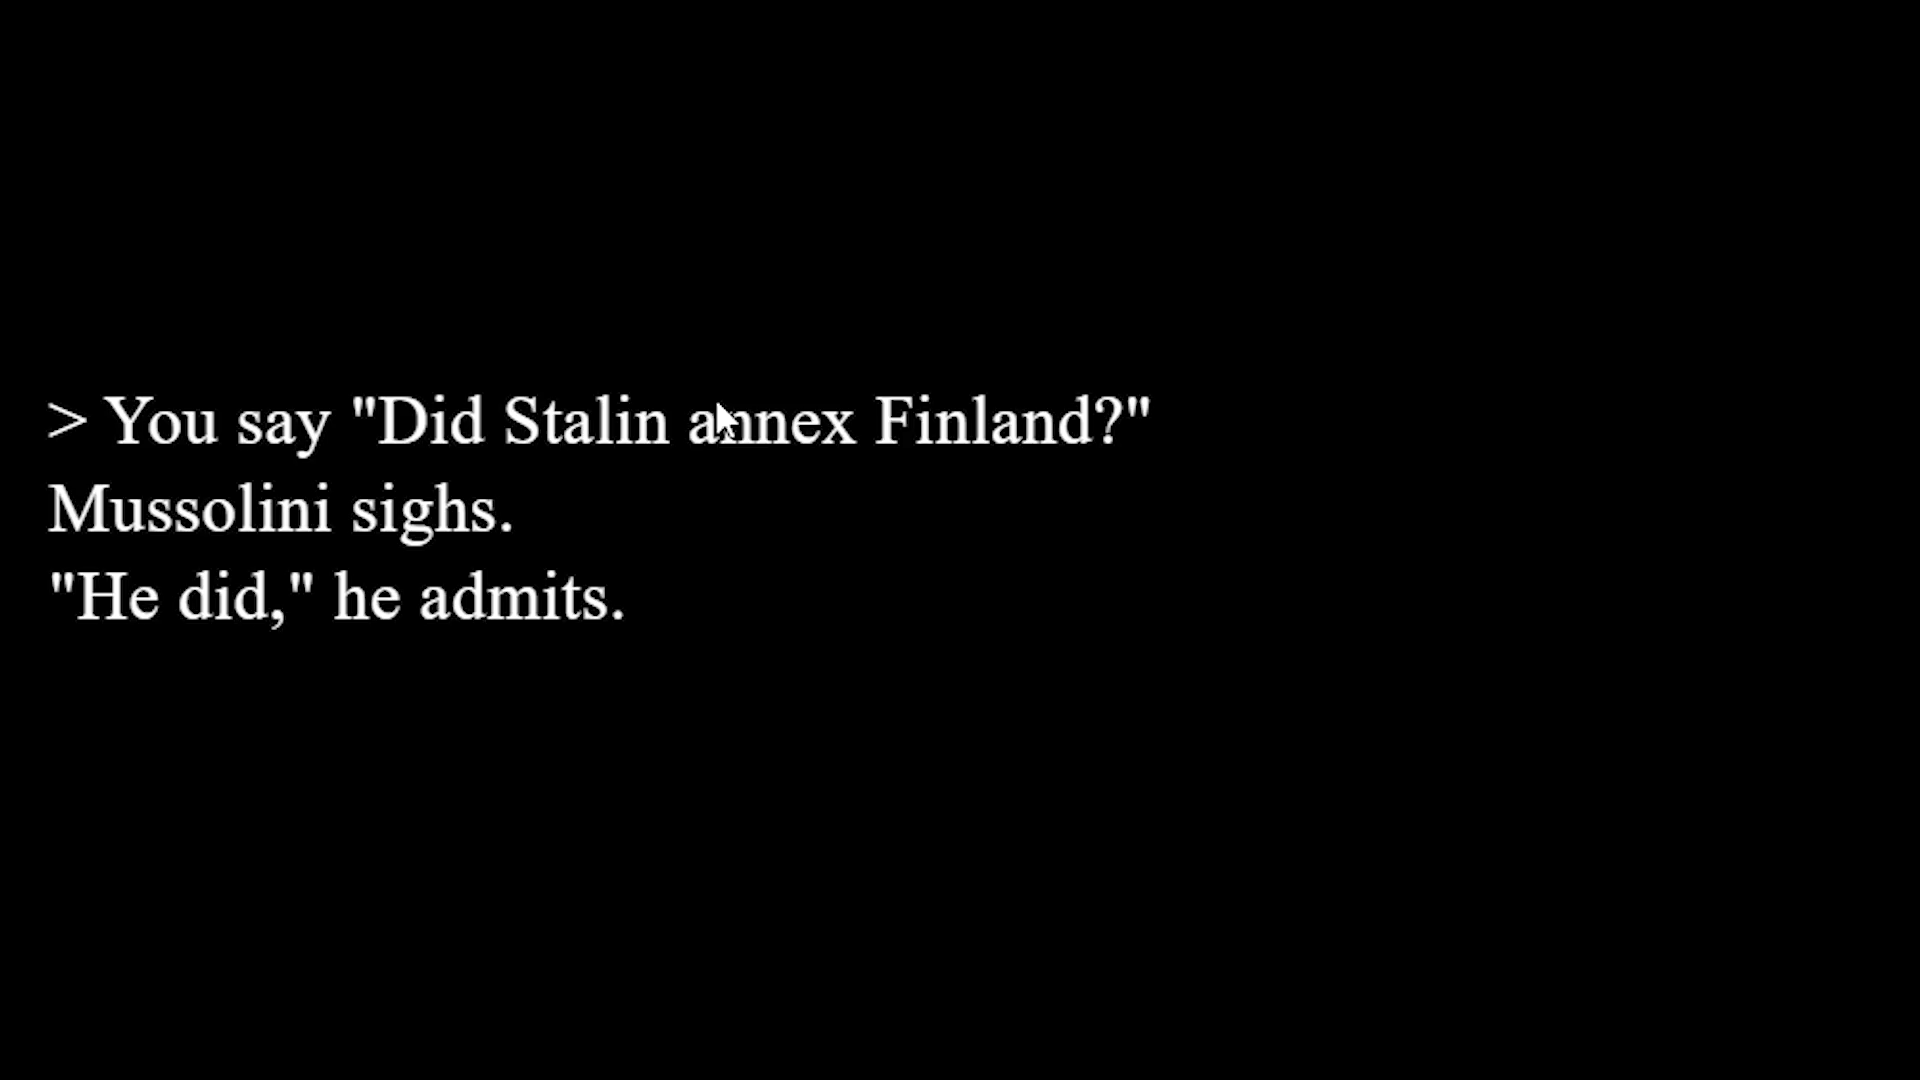 > You say "Did Stalin annex Finland?"
Mussolini sighs.
"He did," he admits.